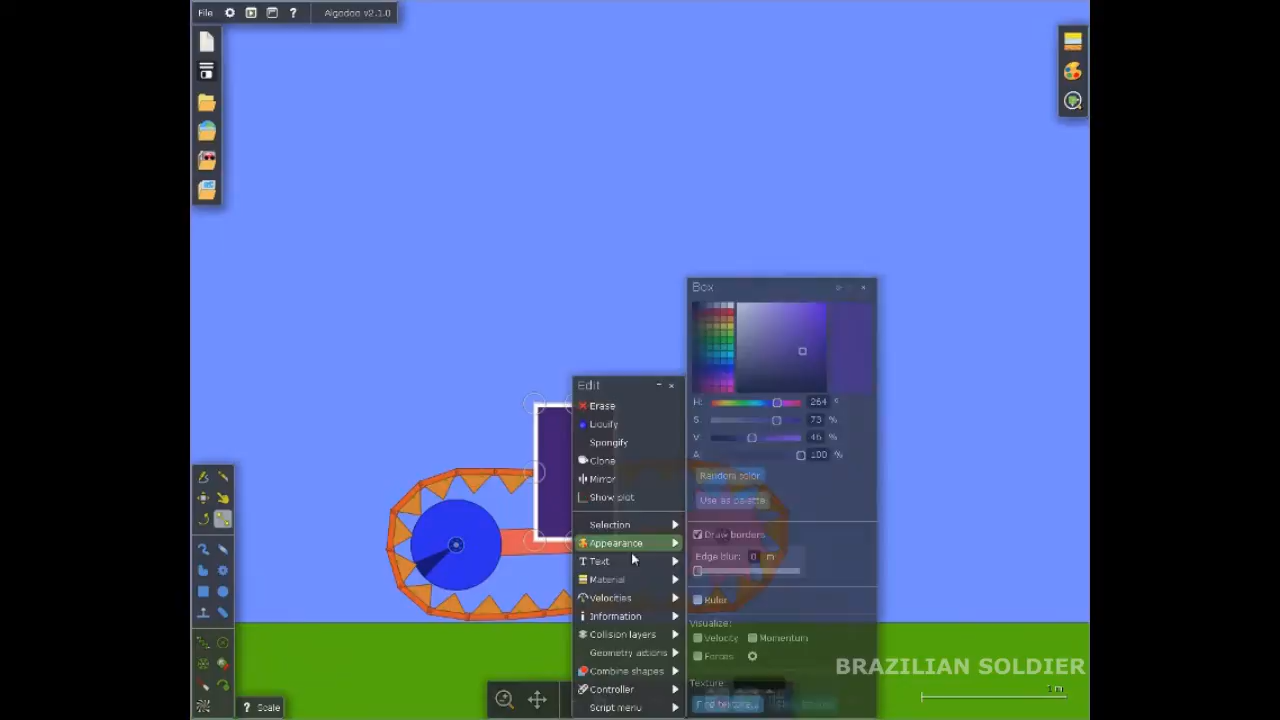 File
?
Algodoo v2.1.0
Box
H: 264 °
S: 73 %
V: 46 %
A: 100 %
Random color
Use as palette
Draw borders
Edge blur: 0 m
Ruler
Visualize:
Velocity
Momentum
Forces
Texture:
Edit
Erase
Liquify
Spongify
Clone
Mirror
Show plot
Selection
Appearance
Text
Material
Velocities
Information
Collision layers
Geometry actions
Combine shapes
Controller
Script menu
? Scale
BRAZILIAN SOLDIER
1 m